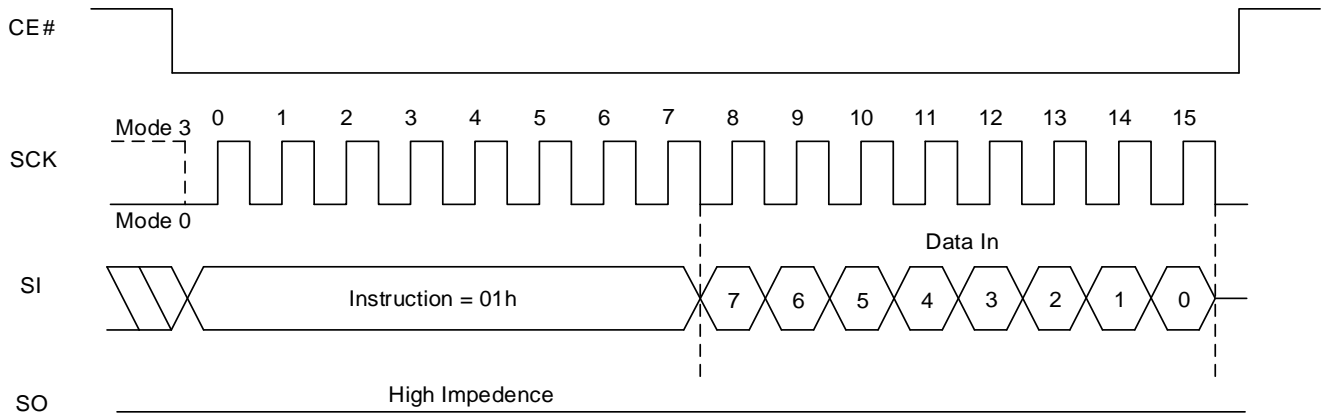 CE#
0 1 2 3 4 5 6 7 8 9 10 11 12 13 14 15
Mode 3
SCK
Mode 0
Data In
SI
Instruction = 01h
7 6 5 4 3 2 1 0
High Impedence
SO